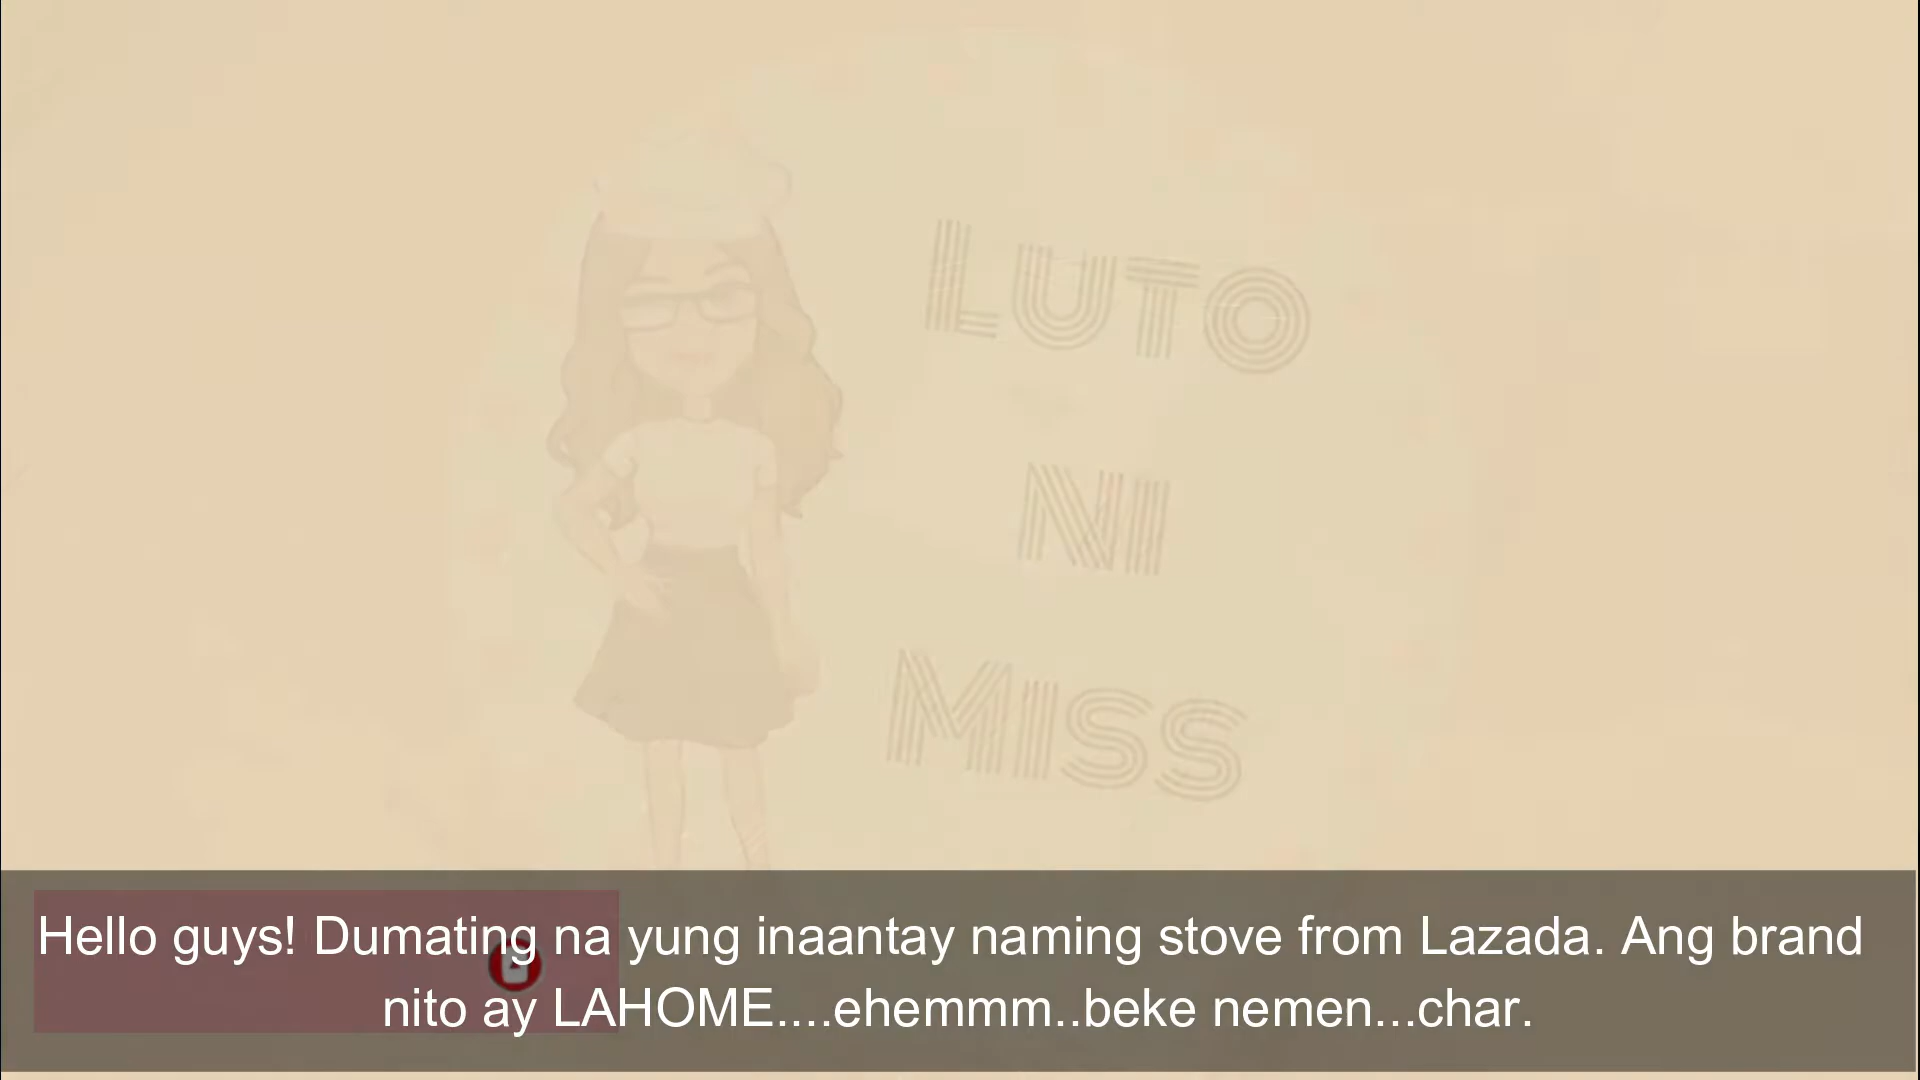 LUTO
NI
MISS
Hello guys! Dumating na yung inaantay naming stove from Lazada. Ang brand
nito ay LAHOME....ehemmm..beke nemen...char.